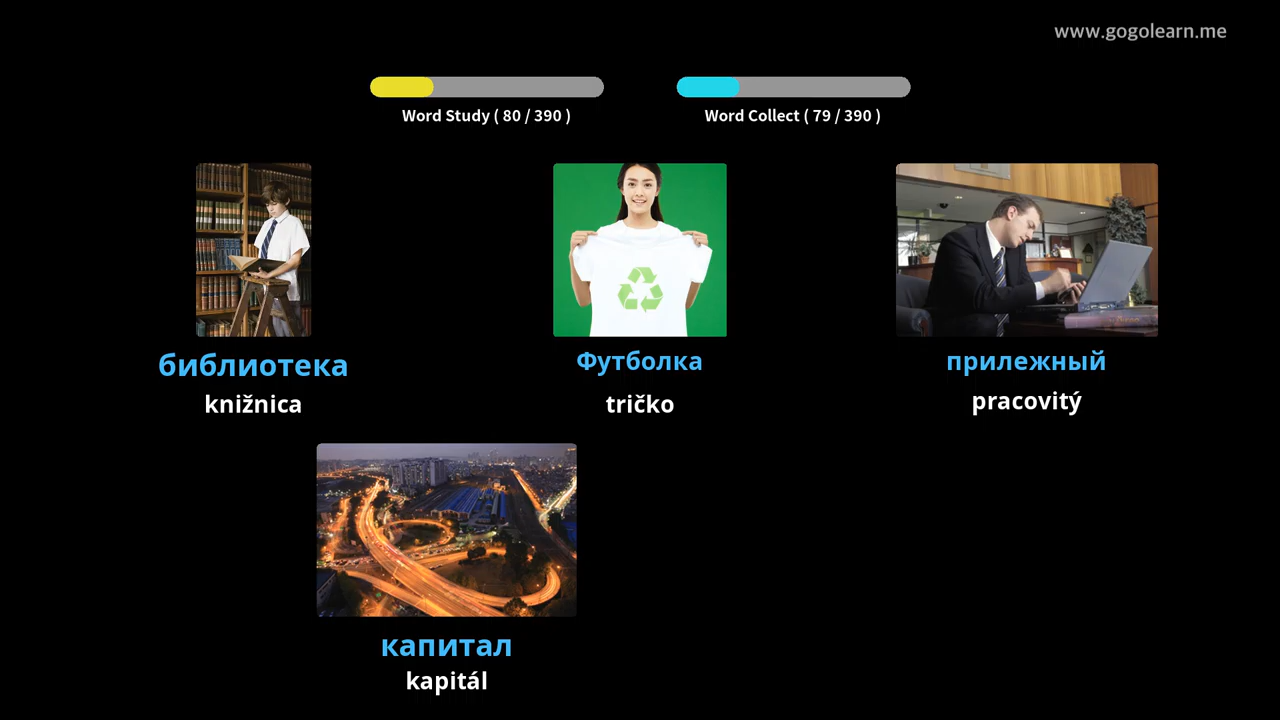 www.gogolearn.me
Word Study ( 80 / 390 )
Word Collect ( 79 / 390 )
библиотека
knižnica
Футболка
tričko
прилежный
pracovitý
капитал
kapitál